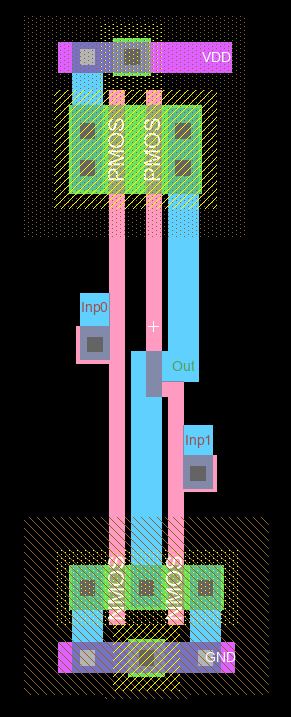 VDD
PMOS PMOS
Inp0
Out
Inp1
NMOS NMOS
GND